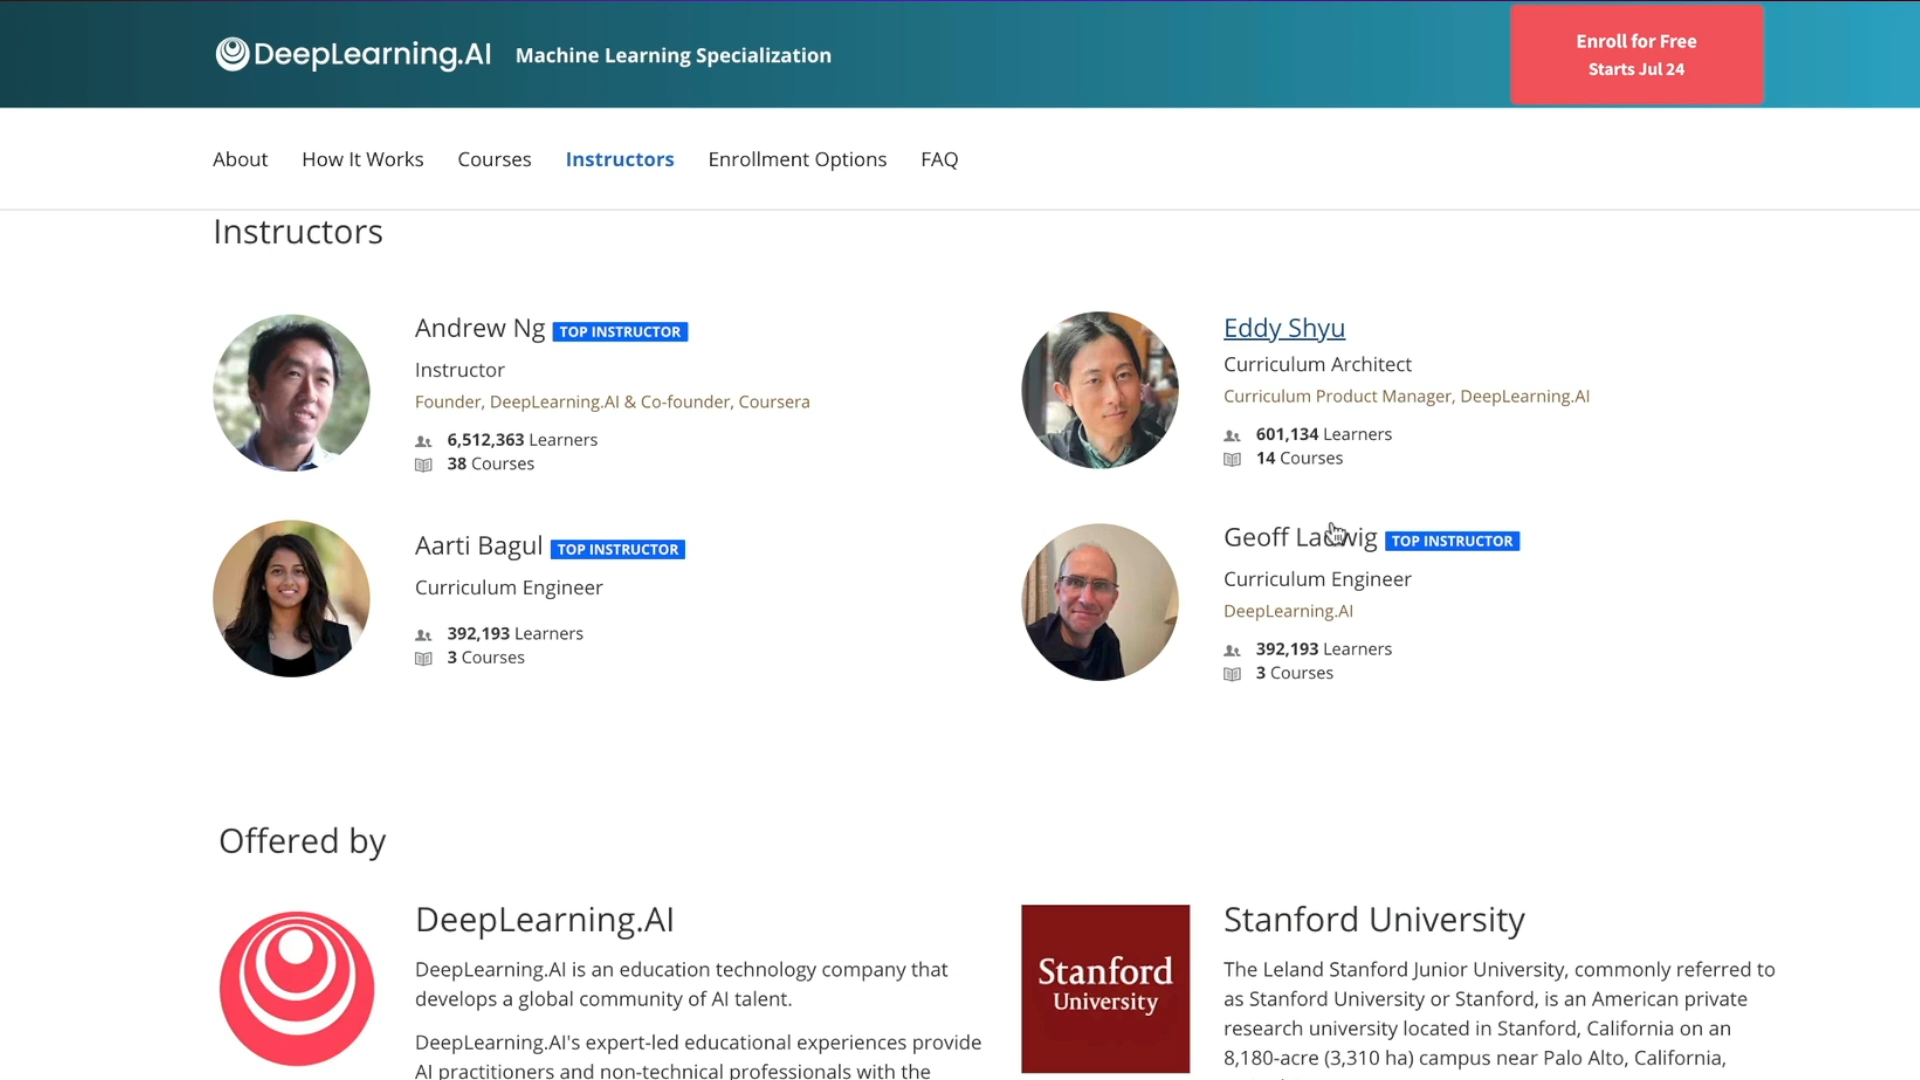 DeepLearning.AI Machine Learning Specialization
Enroll for Free
Starts Jul 24
About How It Works Courses Instructors Enrollment Options FAQ
Instructors
Andrew Ng TOP INSTRUCTOR
Instructor
Founder, DeepLearning.AI & Co-founder, Coursera
6,512,363 Learners
38 Courses
Eddy Shyu
Curriculum Architect
Curriculum Product Manager, DeepLearning.AI
601,134 Learners
14 Courses
Aarti Bagul TOP INSTRUCTOR
Curriculum Engineer
392,193 Learners
3 Courses
Geoff Ladwig TOP INSTRUCTOR
Curriculum Engineer
DeepLearning.AI
392,193 Learners
3 Courses
Offered by
DeepLearning.AI
DeepLearning.AI is an education technology company that
develops a global community of AI talent.
DeepLearning.AI's expert-led educational experiences provide
AI practitioners and non-technical professionals with the
Stanford
University
Stanford University
The Leland Stanford Junior University, commonly referred to
as Stanford University or Stanford, is an American private
research university located in Stanford, California on an
8,180-acre (3,310 ha) campus near Palo Alto, California,